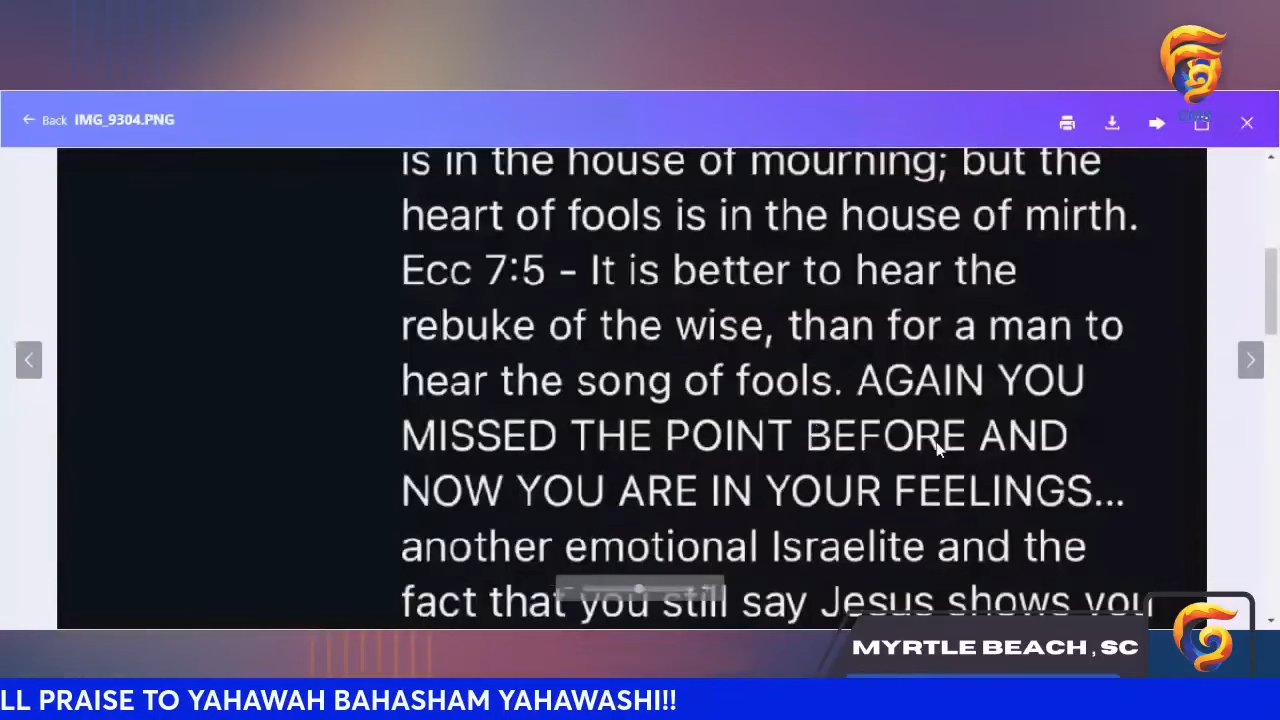 Back IMG_9304.PNG
is in the house of mourning; but the
heart of fools is in the house of mirth.
Ecc 7:5 - It is better to hear the
rebuke of the wise, than for a man to
hear the song of fools. AGAIN YOU
MISSED THE POINT BEFORE AND
NOW YOU ARE IN YOUR FEELINGS...
another emotional Israelite and the
fact that you still say Jesus shows you
MYRTLE BEACH , SC
LL PRAISE TO YAHAWAH BAHASHAM YAHAWASHI!!